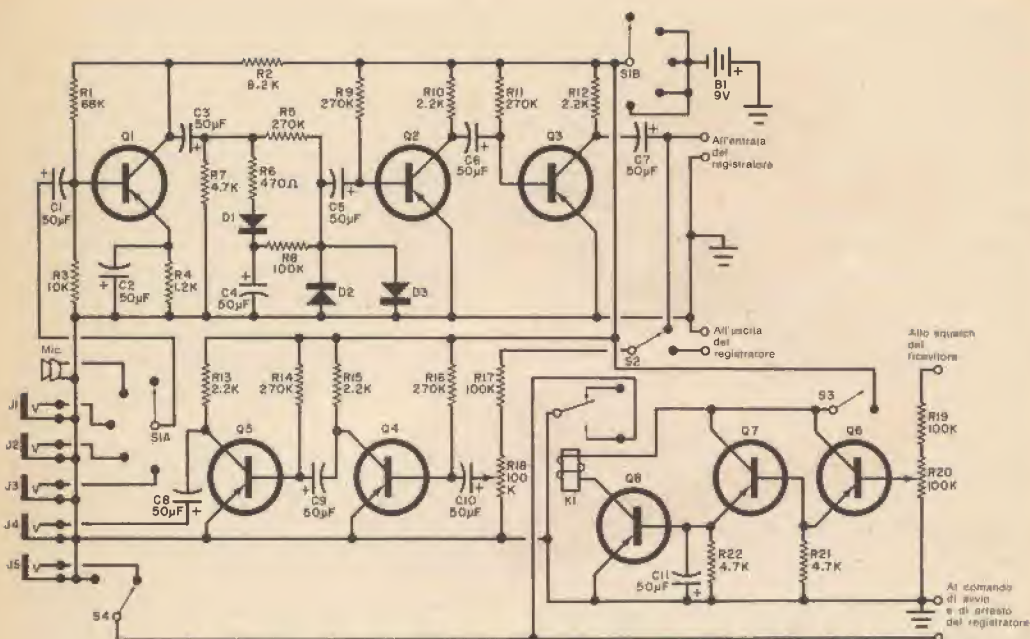 R1
68K
Q1
C1
50µF
R3
10K
C2
50µF
R4
1.2K
R2
8.2K
C3
50µF
R7
4.7K
R5
270K
R6
470Ω
D1
R8
100K
C4
50µF
D2
D3
C5
50µF
R9
270K
Q2
R10
2.2K
C6
50µF
R11
270K
Q3
R12
2.2K
C7
50µF
S1B
B1
9V
All'entrata
del
registratore
All'uscita
del
registratore
S2
Mic.
J1
J2
J3
J4
J5
S1A
S4
R13
2.2K
Q5
C8
50µF
R14
270K
C9
50µF
R15
2.2K
Q4
R16
270K
C10
50µF
R17
100K
R18
100
K
K1
Q8
C11
50µF
Q7
R22
4.7K
R21
4.7K
Q6
S3
Allo squelch
del
ricevitore
R19
100K
R20
100K
Al comando
di avvio
e di arresto
del registratore